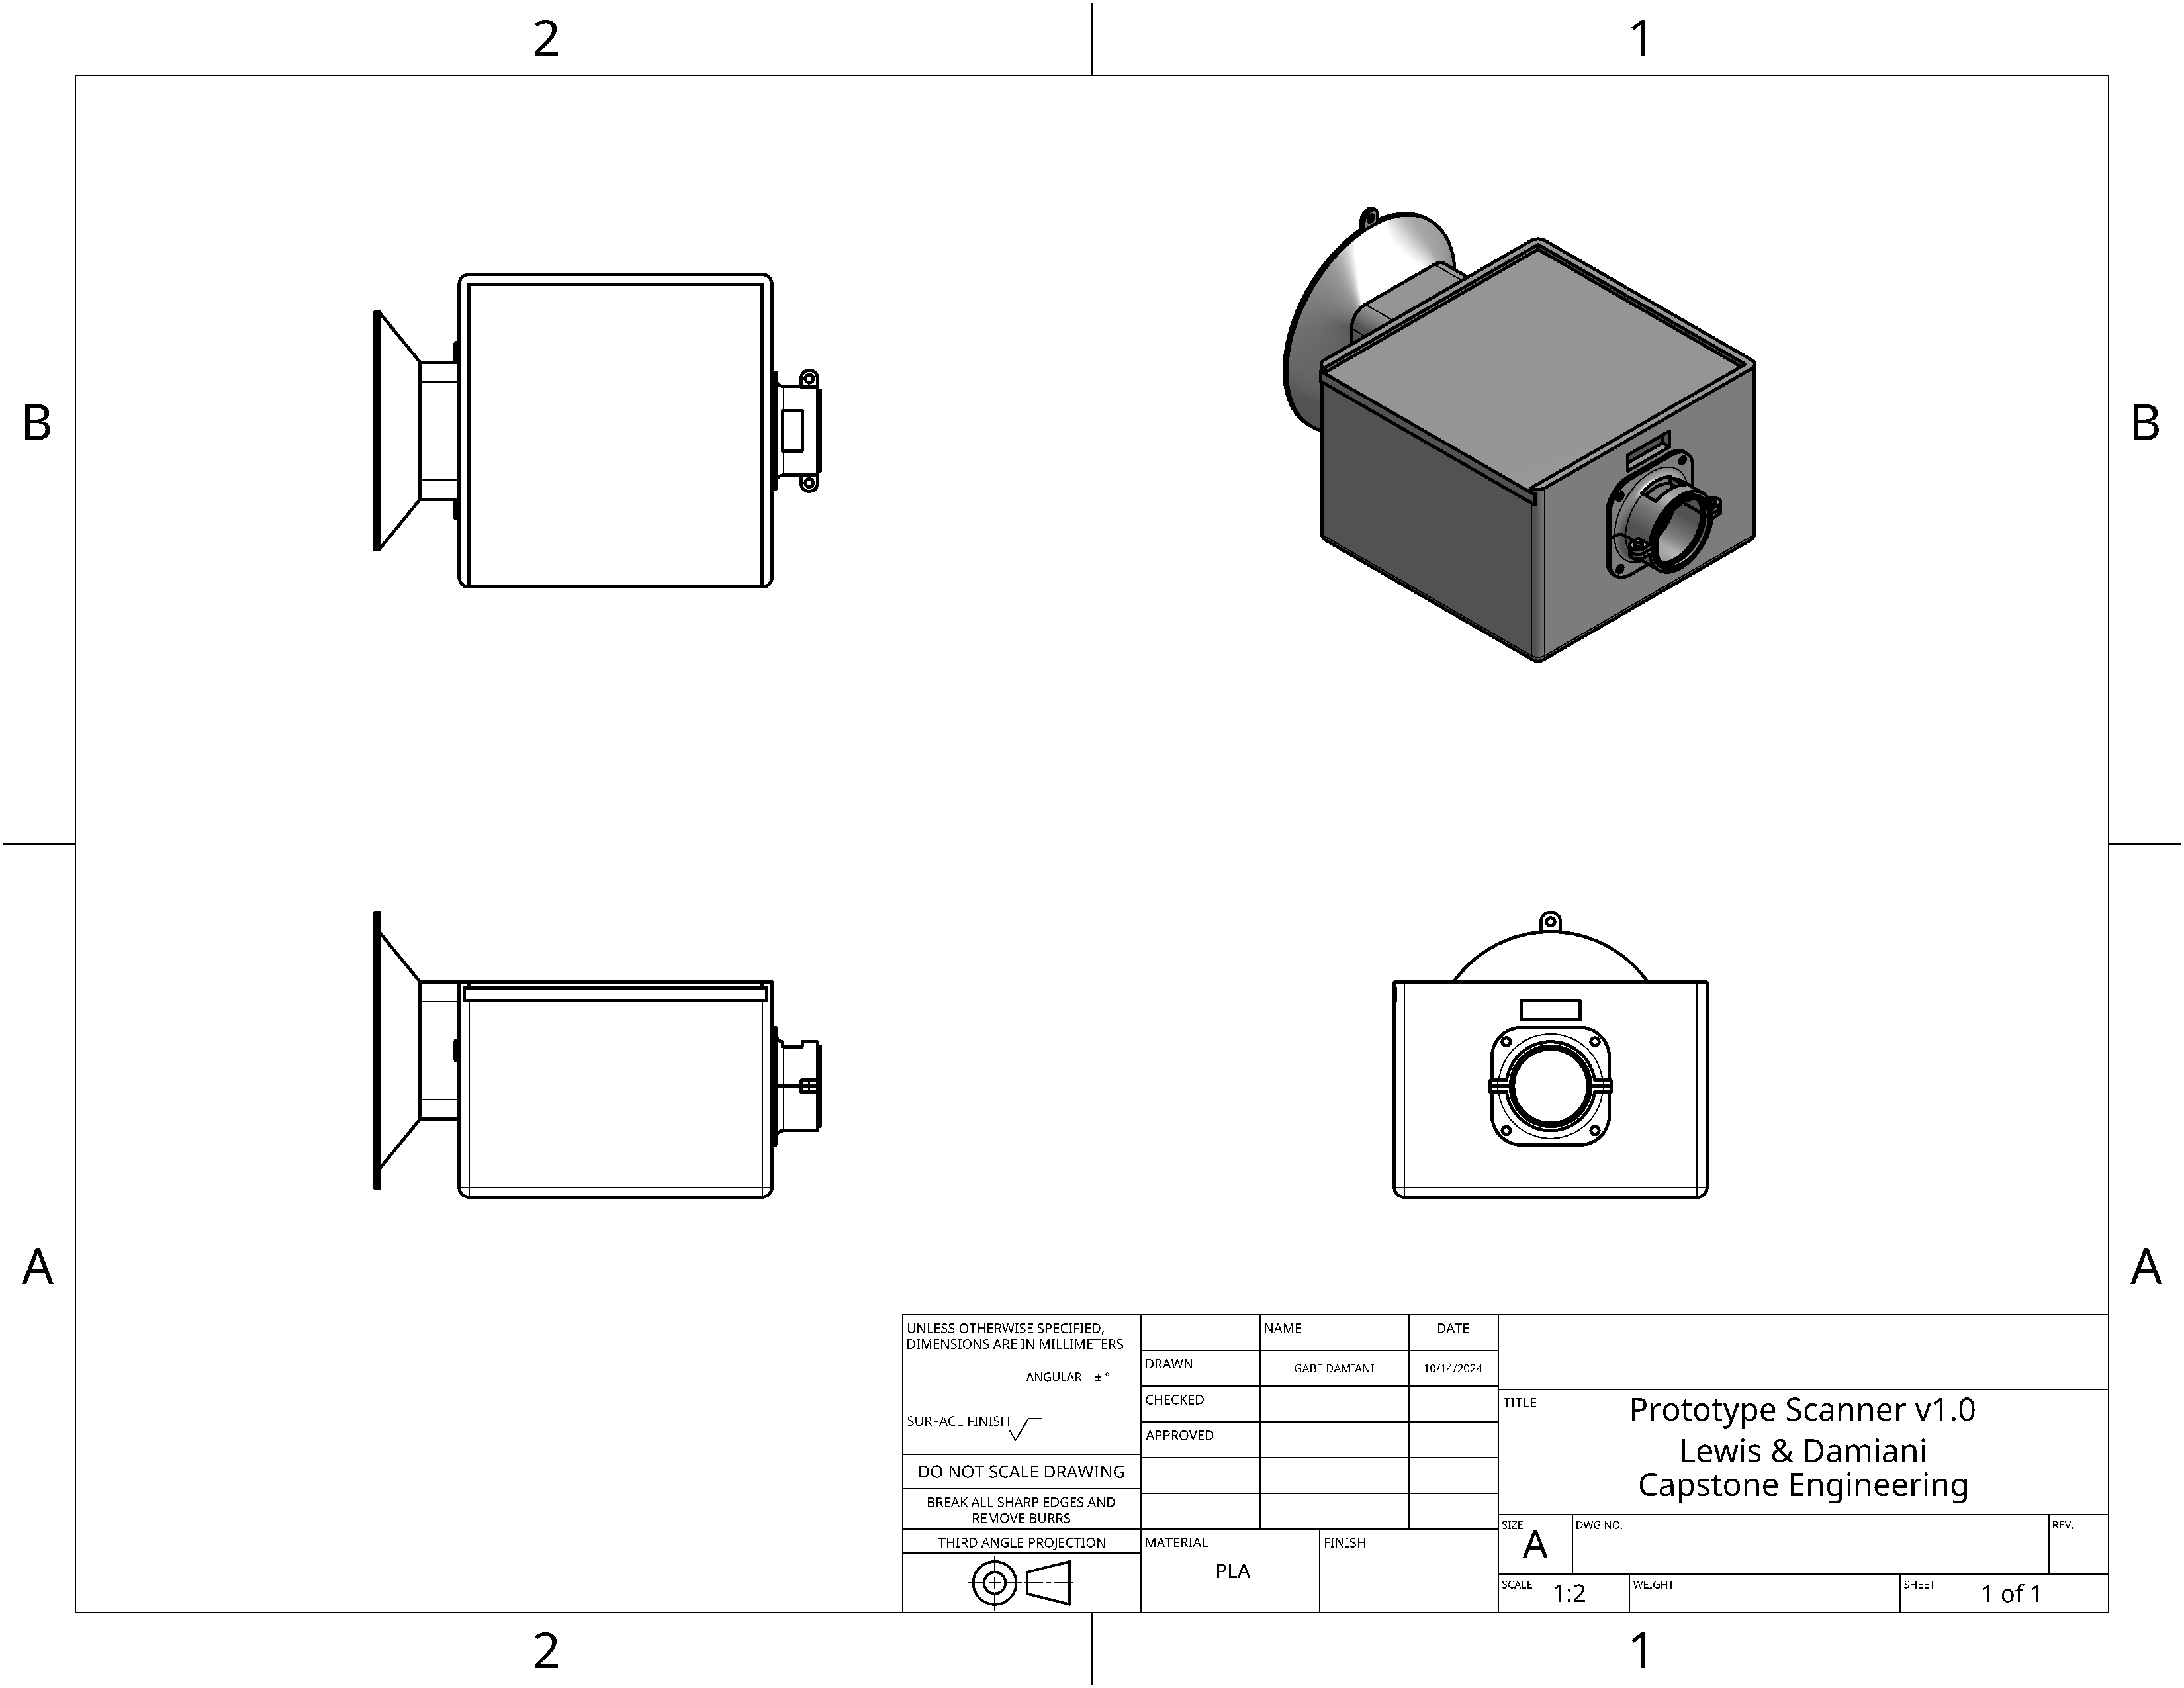 2
1
B
B
A
A
UNLESS OTHERWISE SPECIFIED,
DIMENSIONS ARE IN MILLIMETERS
ANGULAR = ± °
SURFACE FINISH
DO NOT SCALE DRAWING
BREAK ALL SHARP EDGES AND
REMOVE BURRS
THIRD ANGLE PROJECTION
NAME
DATE
DRAWN
GABE DAMIANI
10/14/2024
CHECKED
APPROVED
MATERIAL
PLA
FINISH
TITLE
Prototype Scanner v1.0
Lewis & Damiani
Capstone Engineering
SIZE
A
DWG NO.
REV.
SCALE
1:2
WEIGHT
SHEET
1 of 1
2
1